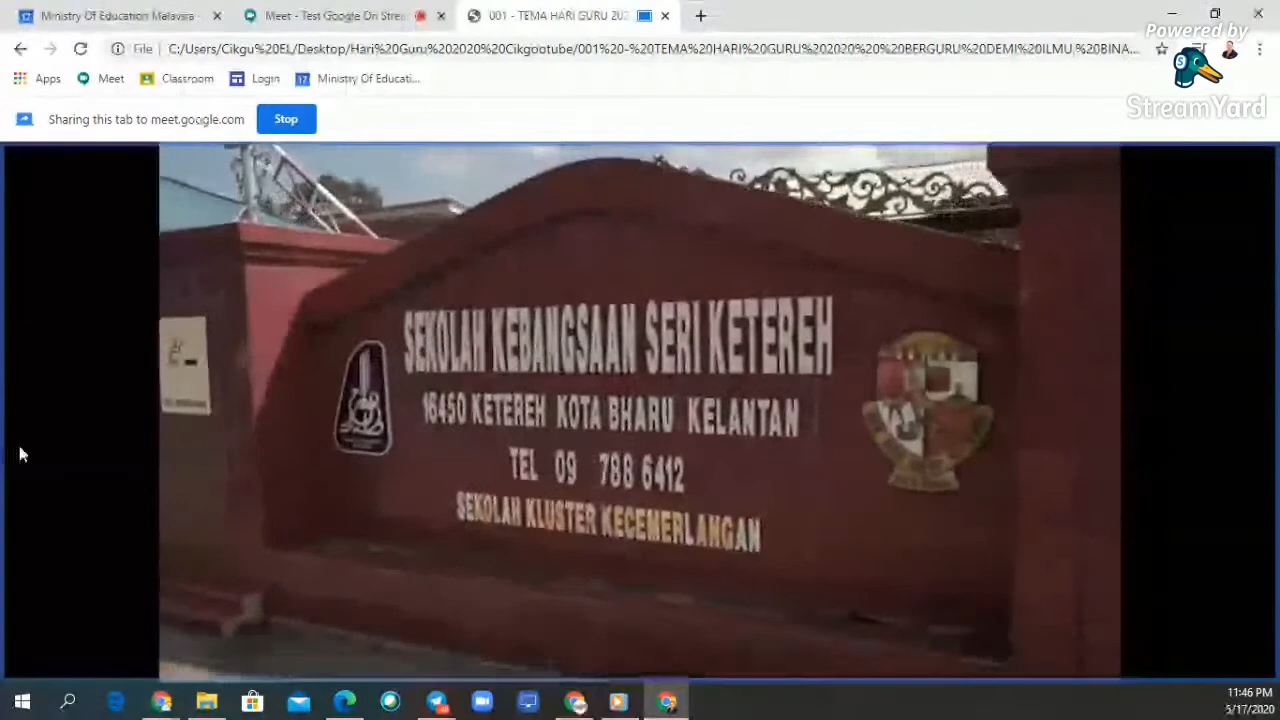 Ministry Of Education Malaysia
Meet - Test Google On Strea
001 - TEMA HARI GURU 202
File
C:/Users/Cikgu%20EL/Desktop/Hari%20Guru%202020%20Cikgootube/001%20-%20TEMA%20HARI%20GURU%202020%20%20BERGURU%20DEMI%20ILMU,%20BINA...
Powered by
StreamYard
Apps
Meet
Classroom
Login
Ministry Of Educati...
Sharing this tab to meet.google.com
Stop
SEKOLAH KEBANGSAAN SERI KETEREH
16450 KETEREH KOTA BHARU KELANTAN
TEL 09 788 6412
SEKOLAH KLUSTER KECEMERLANGAN
11:46 PM
5/17/2020